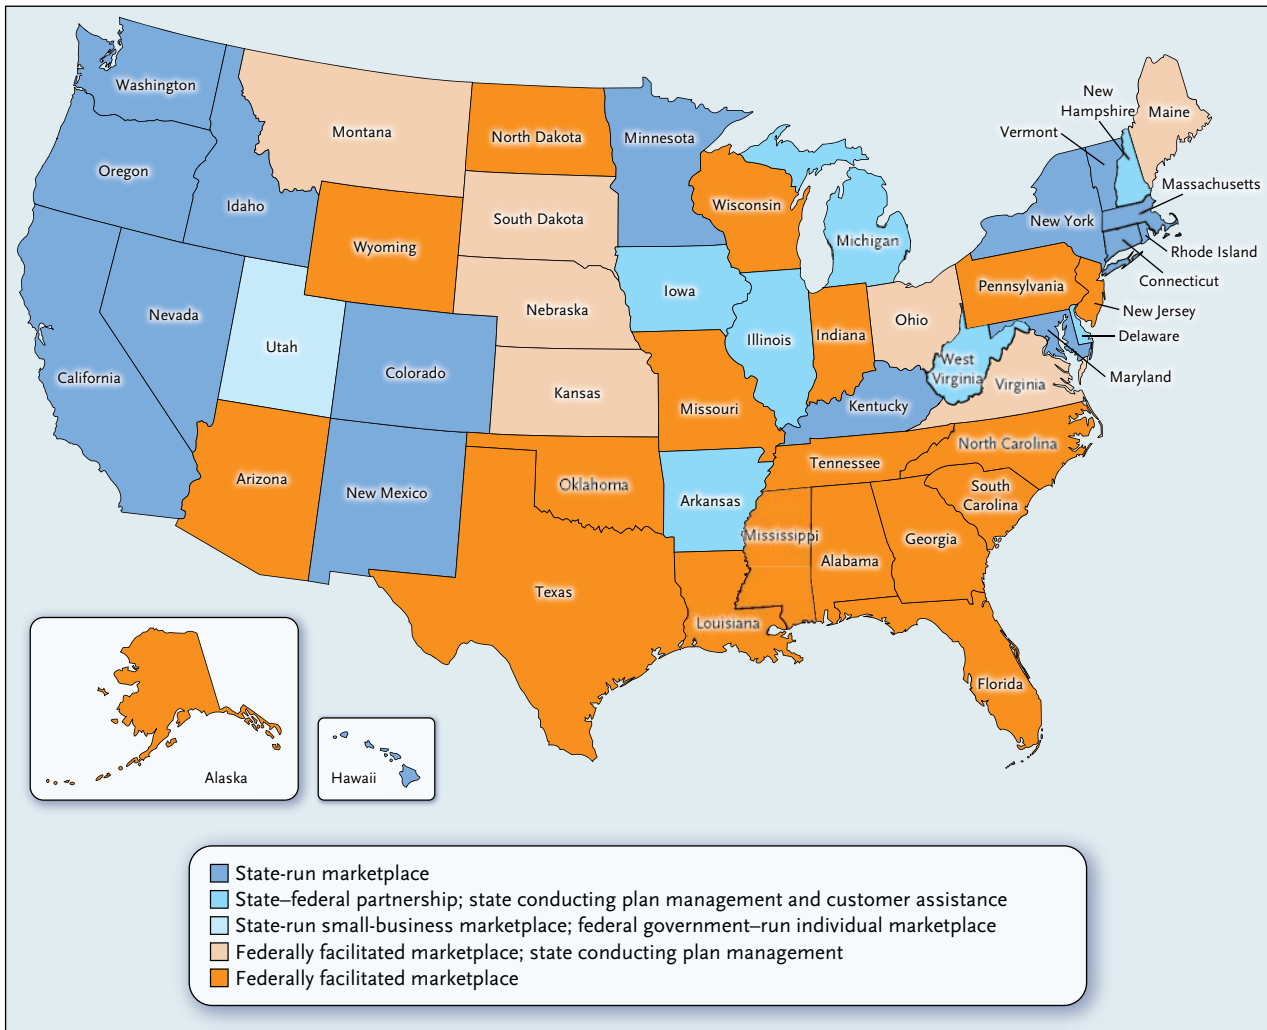 Washington
Montana
North Dakota
Minnesota
New
Hampshire
Maine
Vermont
Oregon
Idaho
Wyoming
South Dakota
Wisconsin
Michigan
New York
Massachusetts
Rhode Island
Connecticut
Nevada
Utah
Nebraska
Iowa
Illinois
Indiana
Ohio
Pennsylvania
New Jersey
Delaware
Maryland
California
Colorado
Kansas
Missouri
Kentucky
West
Virginia
Virginia
Arizona
New Mexico
Oklahoma
Arkansas
Tennessee
North Carolina
South
Carolina
Mississippi
Alabama
Georgia
Texas
Louisiana
Florida
Alaska
Hawaii
State-run marketplace
State–federal partnership; state conducting plan management and customer assistance
State-run small-business marketplace; federal government–run individual marketplace
Federally facilitated marketplace; state conducting plan management
Federally facilitated marketplace